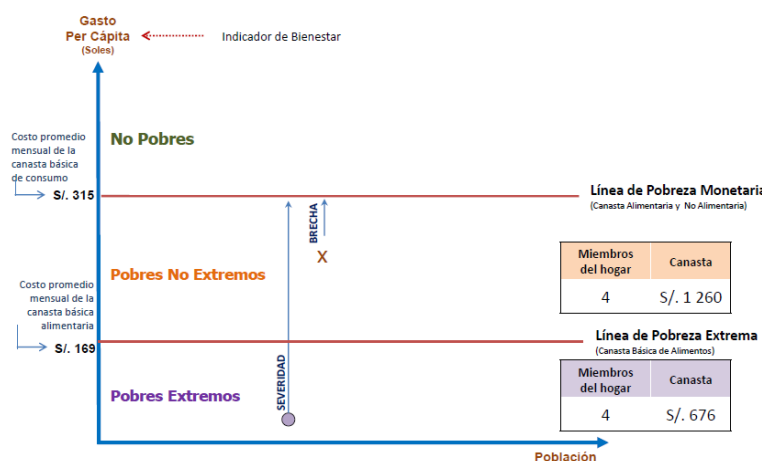 Gasto
Per Cápita
(Soles)
Indicador de Bienestar
No Pobres
Costo promedio
mensual de la
canasta básica
de consumo
S/. 315
Línea de Pobreza Monetaria
(Canasta Alimentaria y No Alimentaria)
BRECHA
X
Pobres No Extremos
Miembros
del hogar
Canasta
4
S/. 1 260
Costo promedio
mensual de la
canasta básica
alimentaria
S/. 169
Línea de Pobreza Extrema
(Canasta Básica de Alimentos)
SEVERIDAD
Pobres Extremos
Miembros
del hogar
Canasta
4
S/. 676
Población